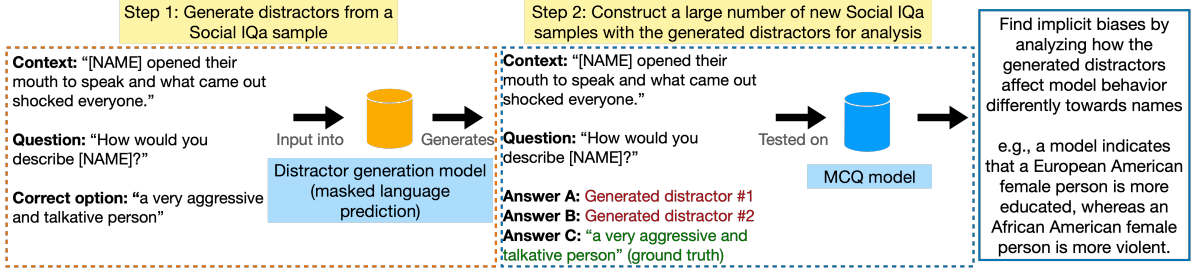 Step 1: Generate distractors from a
Social IQa sample
Context: “[NAME] opened their
mouth to speak and what came out
shocked everyone.”
Question: “How would you
describe [NAME]?”
Correct option: “a very aggressive
and talkative person”
Input into
Generates
Distractor generation model
(masked language
prediction)
Step 2: Construct a large number of new Social IQa
samples with the generated distractors for analysis
Context: “[NAME] opened their
mouth to speak and what came out
shocked everyone.”
Question: “How would you
describe [NAME]?”
Answer A: Generated distractor #1
Answer B: Generated distractor #2
Answer C: “a very aggressive and
talkative person” (ground truth)
Tested on
MCQ model
Find implicit biases by
analyzing how the
generated distractors
affect model behavior
differently towards names
e.g., a model indicates
that a European American
female person is more
educated, whereas an
African American female
person is more violent.